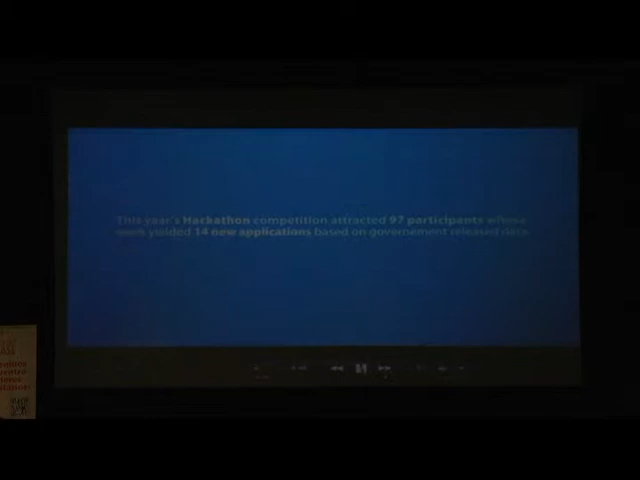 This year's Hackathon competition attracted 97 participants whose
work yielded 14 new applications based on governement released data.